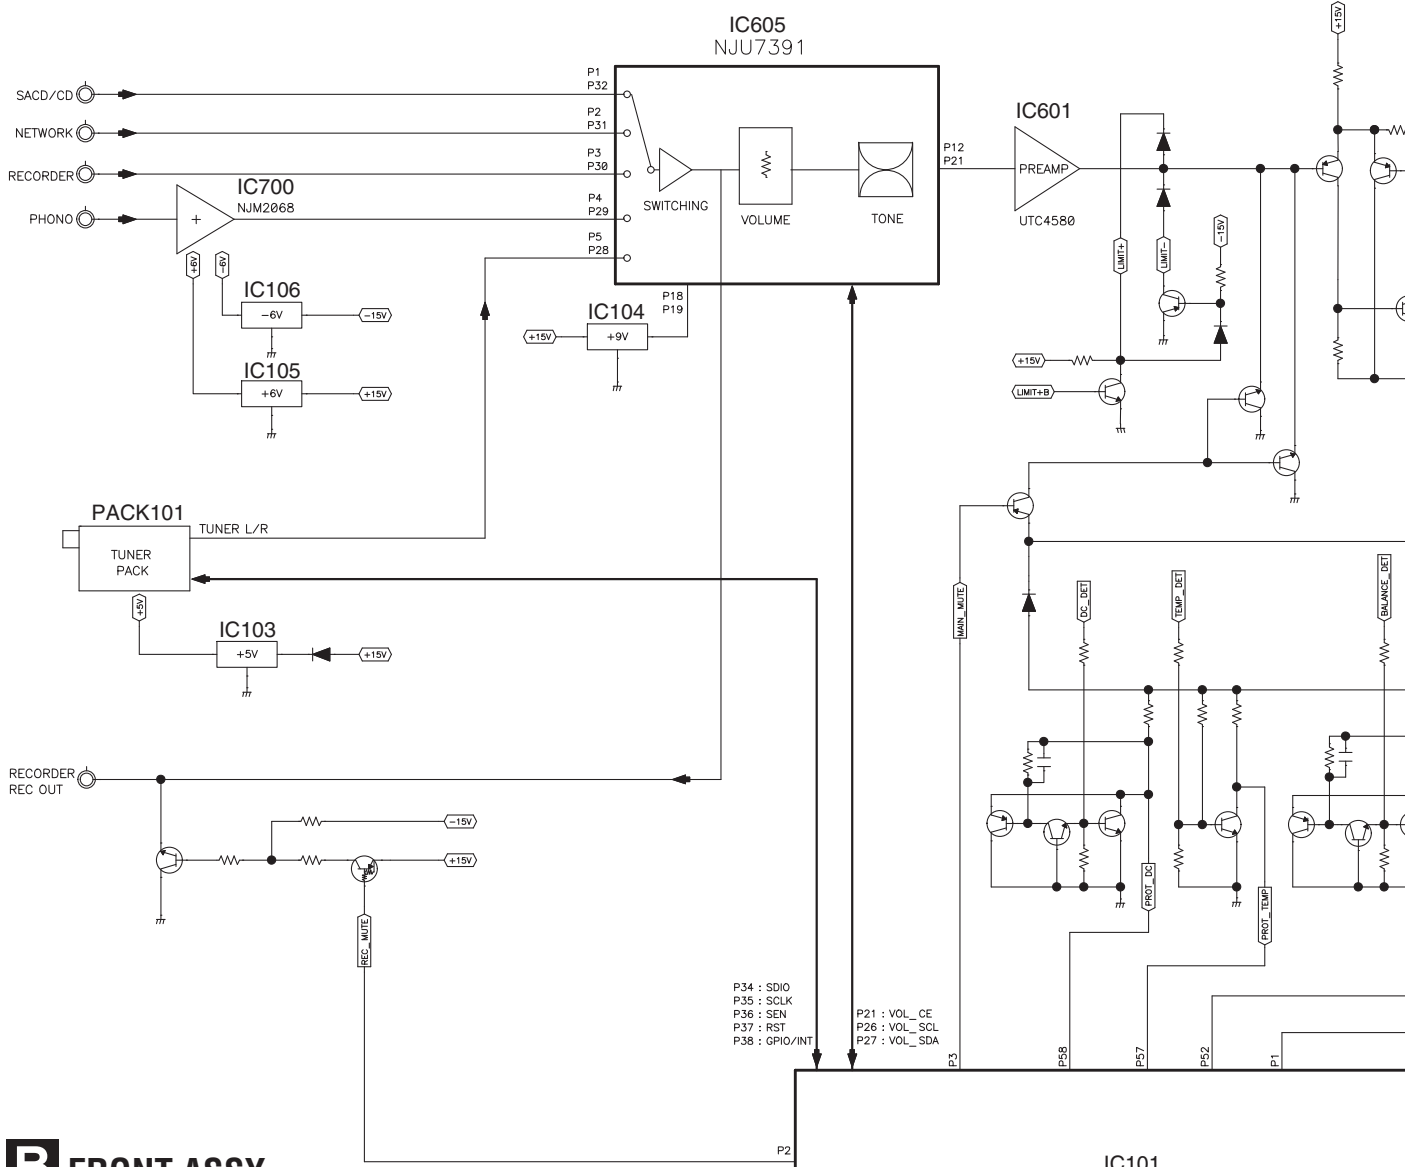 IC605
NJU7391
P1
P32
SACD/CD
P2
P31
NETWORK
P3
P30
RECORDER
IC700
NJM2068
P4
P29
PHONO
+
P5
P28
SWITCHING
VOLUME
TONE
P12
P21
IC601
PREAMP
UTC4580
+15V
LIMIT+
LIMIT-
-15V
+6V
-6V
IC106
-6V
-15V
IC105
+6V
+15V
P18
P19
IC104
+15V
+9V
+15V
LIMIT+B
PACK101
TUNER L/R
TUNER
PACK
+5V
IC103
+5V
+15V
MAIN_MUTE
DC_DET
TEMP_DET
BALANCE_DET
RECORDER
REC OUT
-15V
+15V
REC_MUTE
PROT_DC
PROT_TEMP
P34 : SDIO
P35 : SCLK
P36 : SEN
P37 : RST
P38 : GPIO/INT
P21 : VOL_CE
P26 : VOL_SCL
P27 : VOL_SDA
P3
P58
P57
P52
P1
P2
IC101
B FRONT ASSY